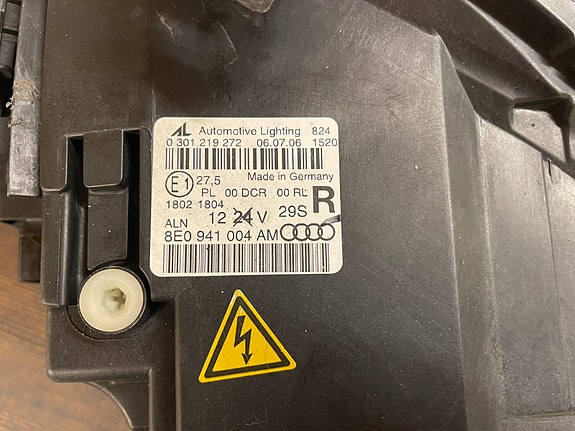 AL Automotive Lighting 824
0 301 219 272 06.07.06 1520
Made in Germany
E1 27,5
PL 00 DCR 00 RL
1802 1804 R
ALN 12 24 V 29S
8E0 941 004 AM